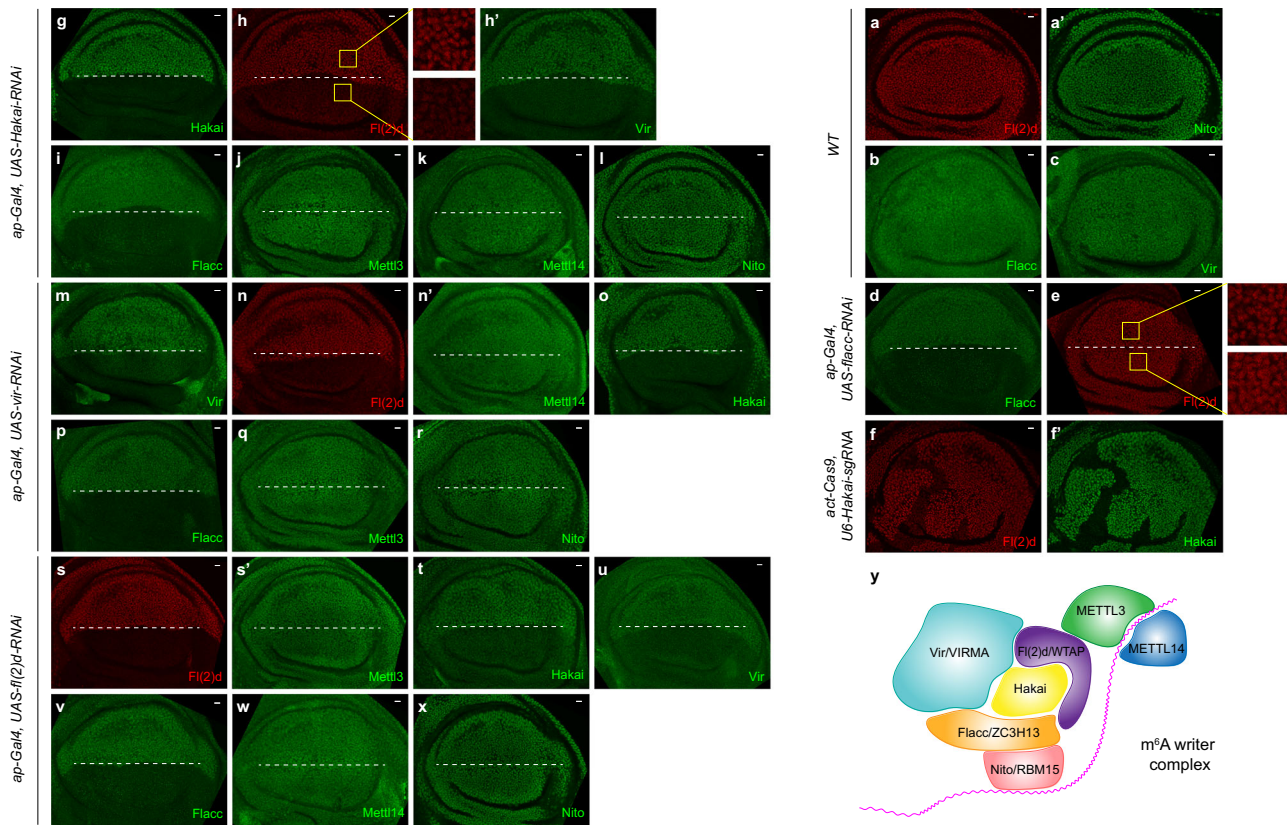 ap-Gal4, UAS-Hakai-RNAi
g
Hakai
h
Fl(2)d
h’
Vir
i
Flacc
j
Mettl3
k
Mettl14
l
Nito
ap-Gal4, UAS-vir-RNAi
m
Vir
n
Fl(2)d
n’
Mettl14
o
Hakai
p
Flacc
q
Mettl3
r
Nito
ap-Gal4, UAS-fl(2)d-RNAi
s
Fl(2)d
s’
Mettl3
t
Hakai
u
Vir
v
Flacc
w
Mettl14
x
Nito
WT
a
Fl(2)d
a’
Nito
b
Flacc
c
Vir
ap-Gal4,
UAS-flacc-RNAi
d
Flacc
e
Fl(2)d
act-Cas9,
U6-Hakai-sgRNA
f
Fl(2)d
f’
Hakai
y
METTL3
METTL14
Vir/VIRMA
Fl(2)d/WTAP
Hakai
Flacc/ZC3H13
Nito/RBM15
m⁶A writer
complex